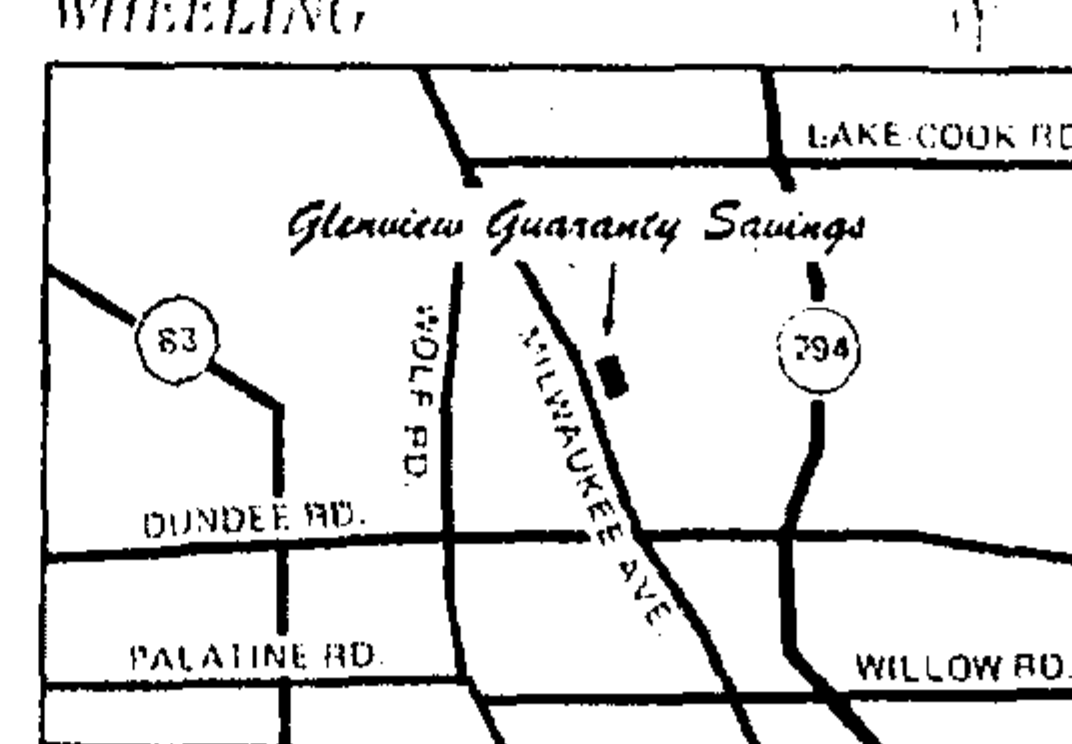 WHEELING
LAKE-COOK RD
Glenview Guaranty Savings
83
WOLF RD.
MILWAUKEE AVE.
294
DUNDEE RD.
PALATINE RD.
WILLOW RD.